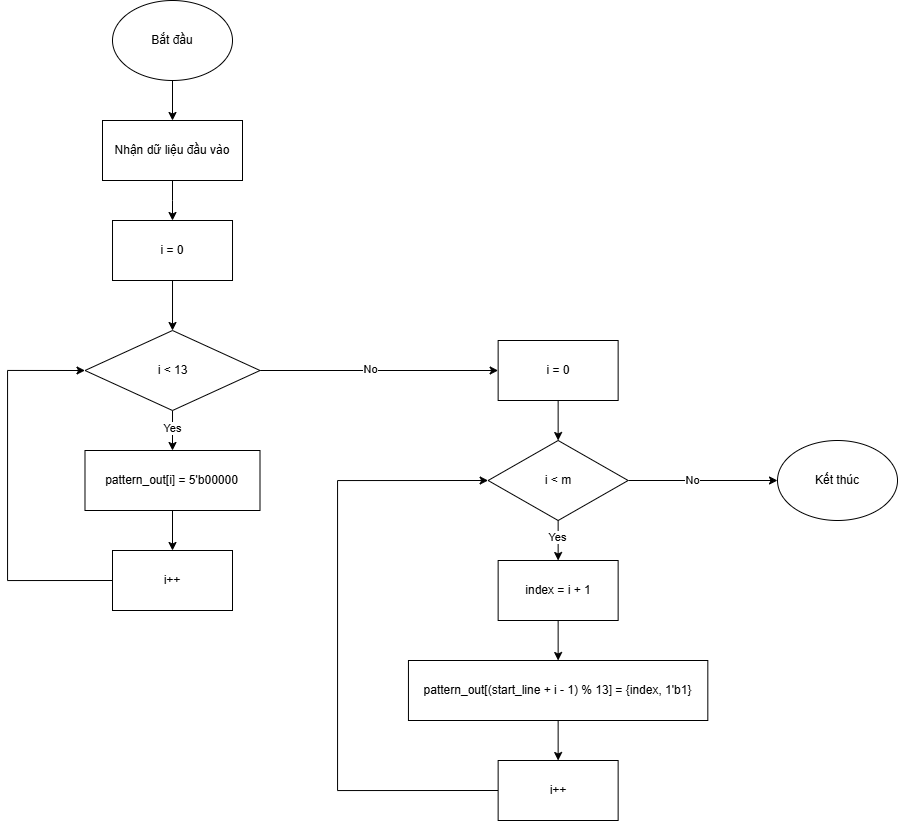 Bắt đầu
Nhận dữ liệu đầu vào
i = 0
i < 13
No
Yes
pattern_out[i] = 5'b00000
i++
i = 0
i < m
No
Kết thúc
Yes
index = i + 1
pattern_out[(start_line + i - 1) % 13] = {index, 1'b1}
i++